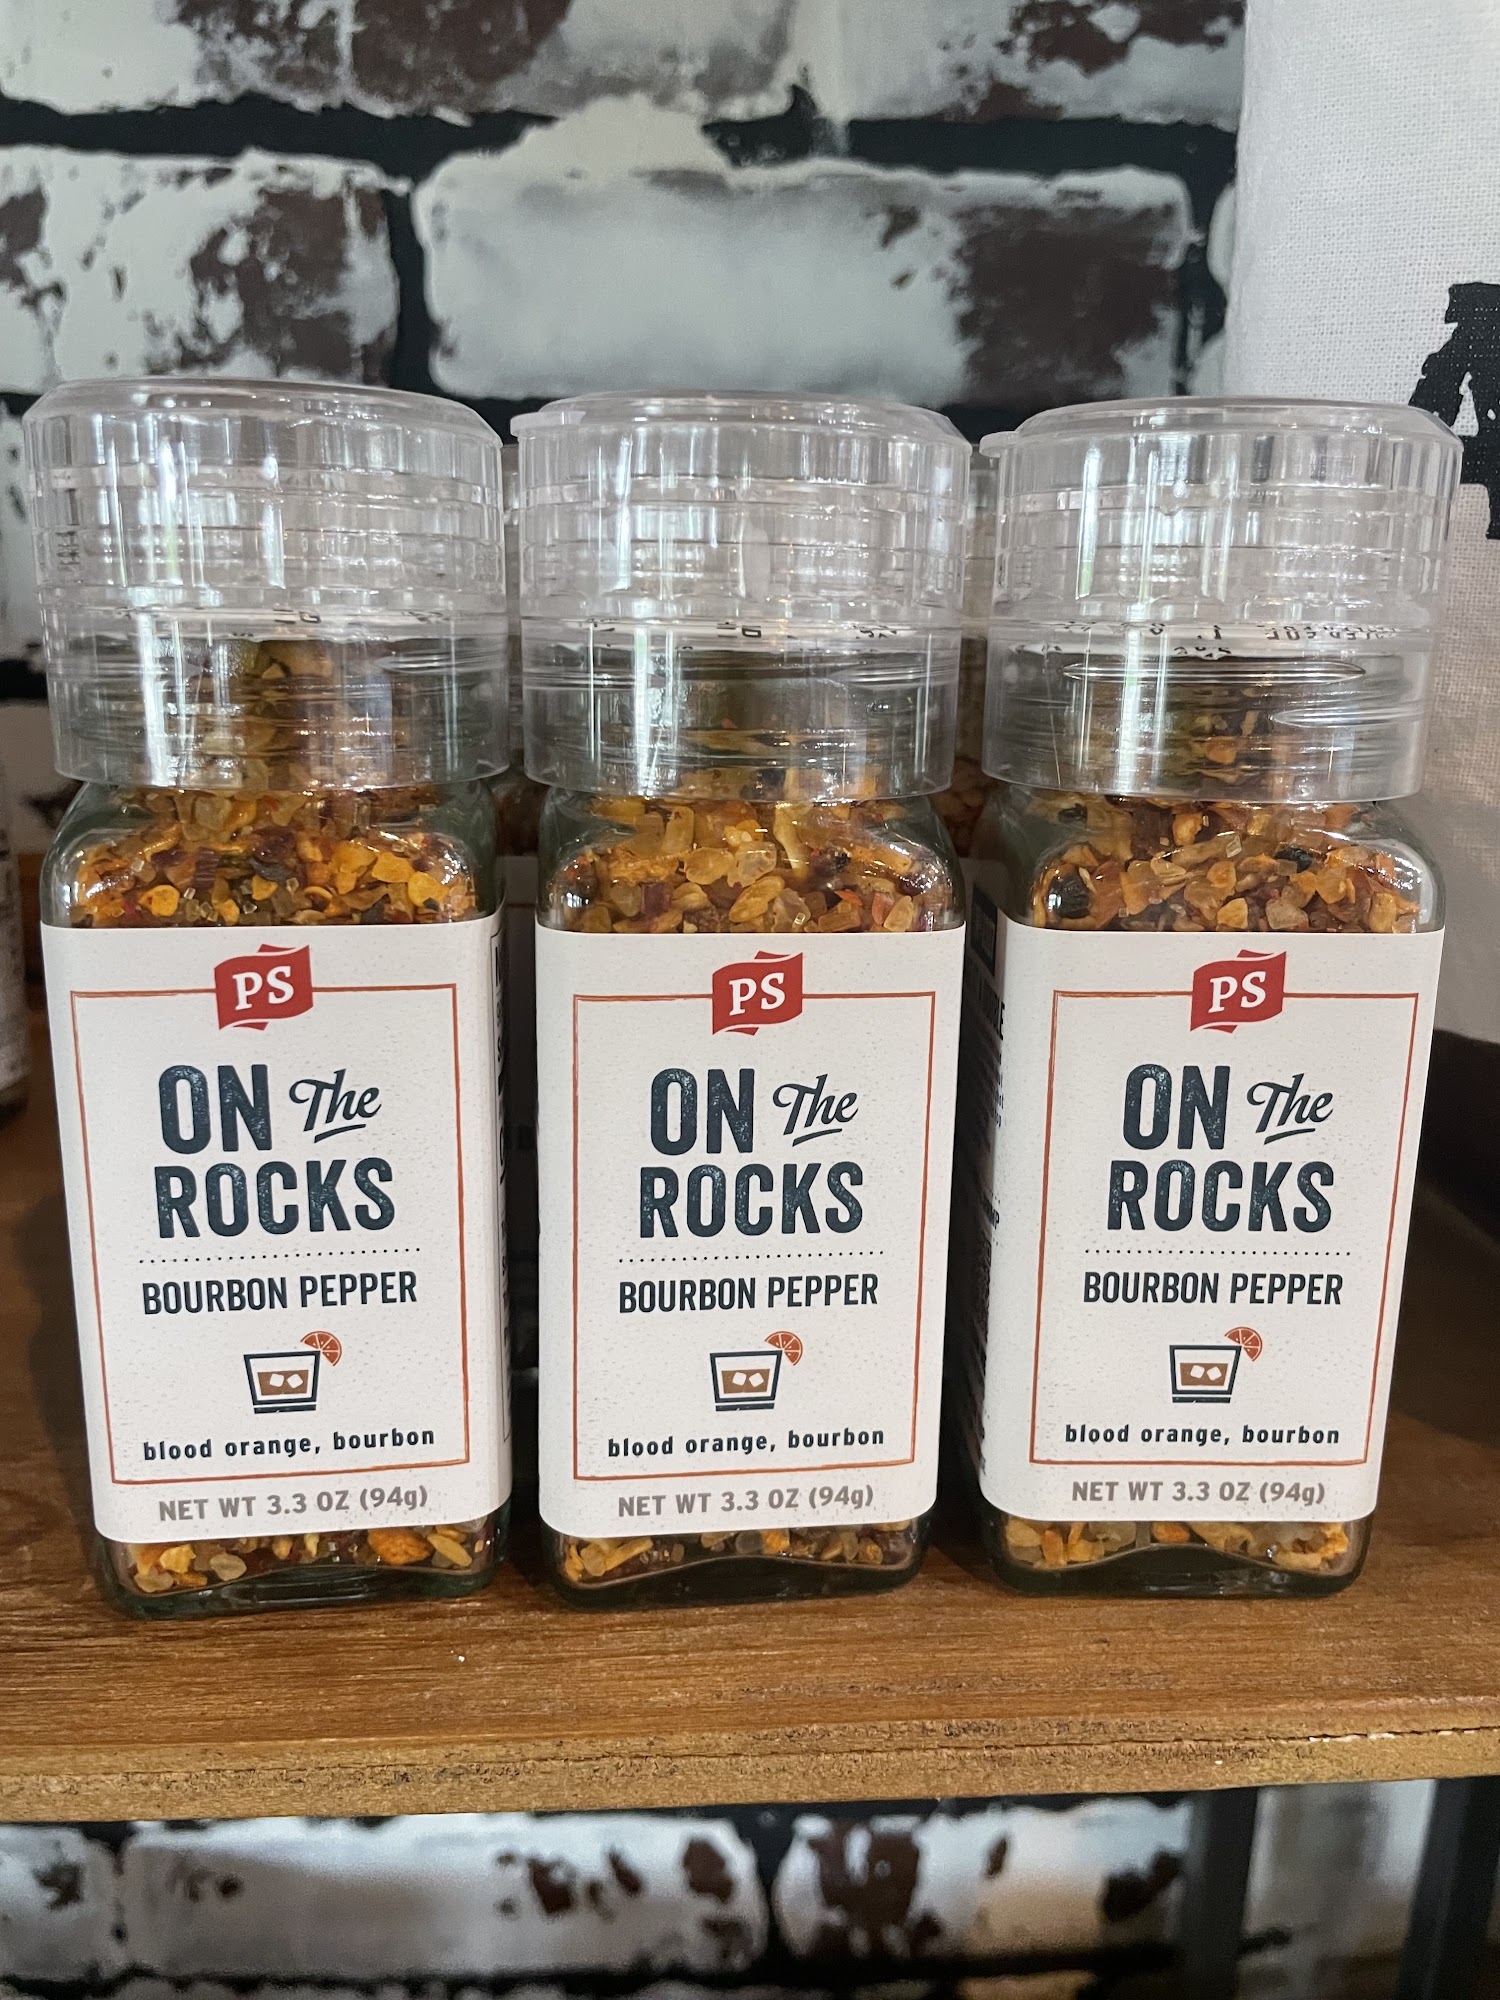 PS
ON The
ROCKS
BOURBON PEPPER
blood orange, bourbon
NET WT 3.3 OZ (94g)
PS
ON The
ROCKS
BOURBON PEPPER
blood orange, bourbon
NET WT 3.3 OZ (94g)
PS
ON The
ROCKS
BOURBON PEPPER
blood orange, bourbon
NET WT 3.3 OZ (94g)